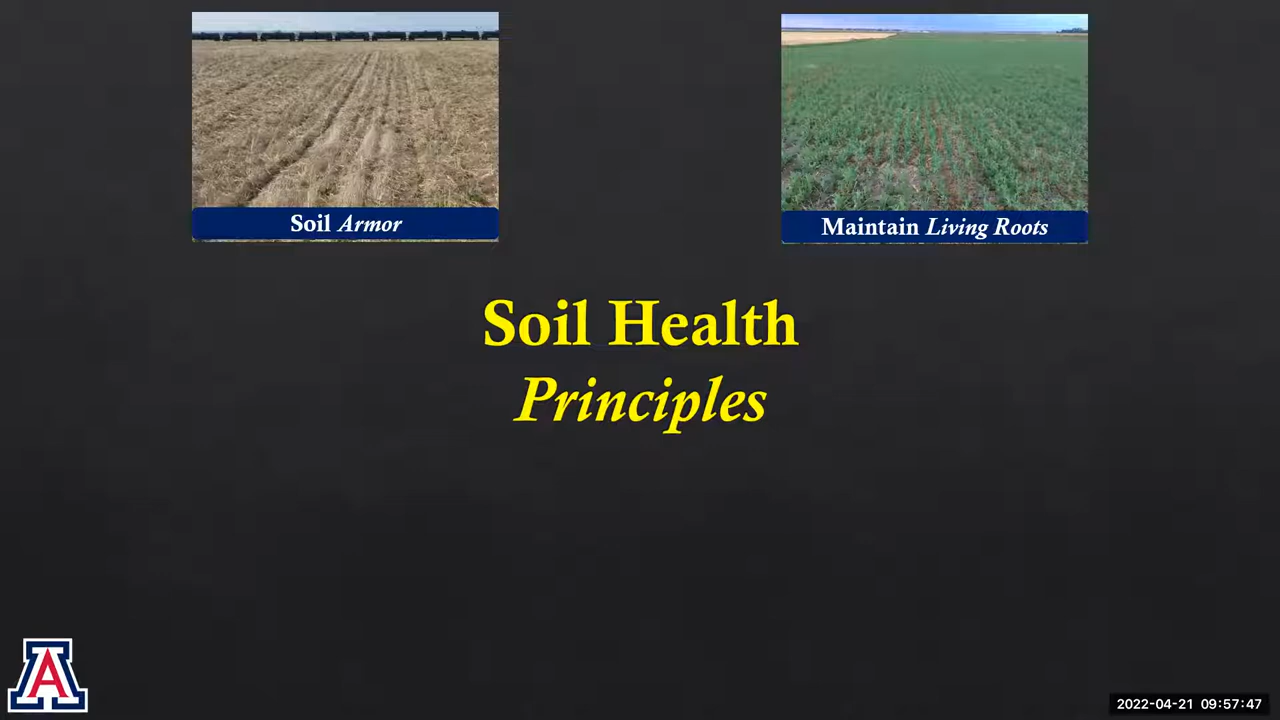 Soil Armor
Maintain Living Roots
Soil Health
Principles
A
2022-04-21 09:57:47